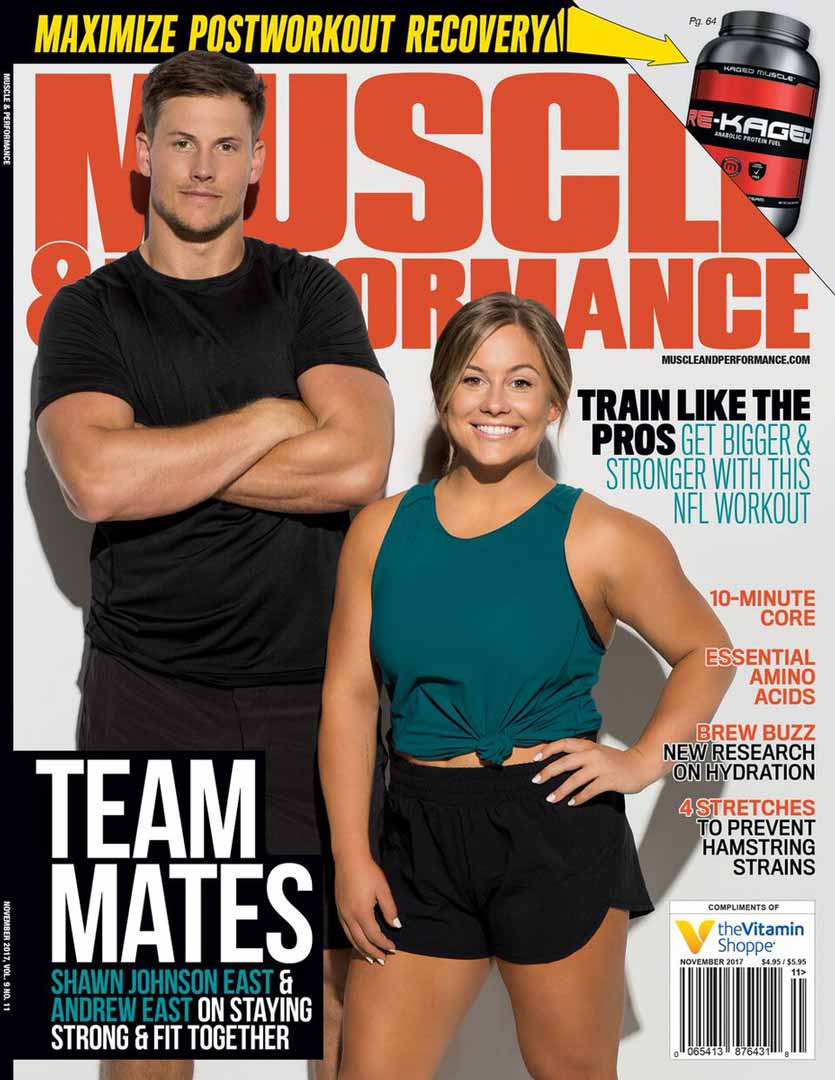 MAXIMIZE POSTWORKOUT RECOVERY
Pg. 64
KAGED MUSCLE
RE-KAGED
ANABOLIC PROTEIN FUEL
MUSCLE
& PERFORMANCE
MUSCLEANDPERFORMANCE.COM
MUSCLE & PERFORMANCE
TRAIN LIKE THE
PROS GET BIGGER &
STRONGER WITH THIS
NFL WORKOUT
10-MINUTE
CORE
ESSENTIAL
AMINO
ACIDS
BREW BUZZ
NEW RESEARCH
ON HYDRATION
4 STRETCHES
TO PREVENT
HAMSTRING
STRAINS
TEAM
MATES
SHAWN JOHNSON EAST &
ANDREW EAST ON STAYING
STRONG & FIT TOGETHER
NOVEMBER 2017, VOL. 9 NO. 11
COMPLIMENTS OF
theVitamin
Shoppe
NOVEMBER 2017 $4.95 / $5.95
11>
0 065413 876431 8